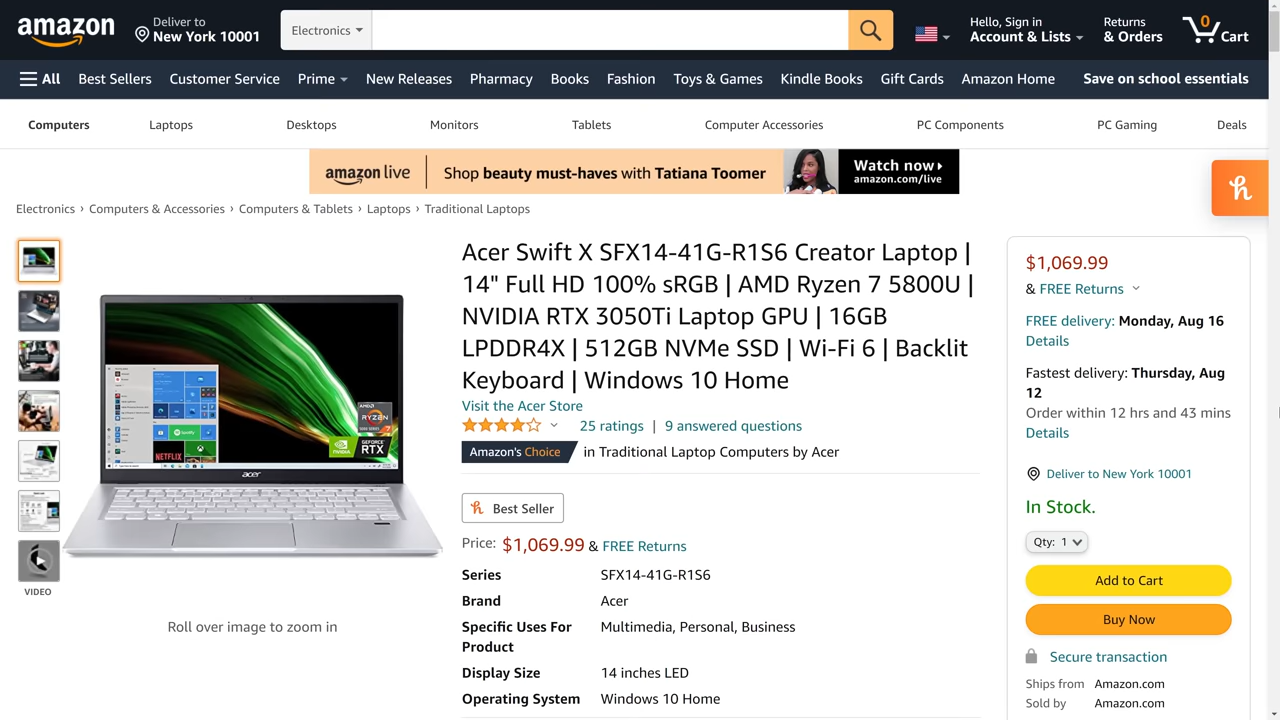 amazon
Deliver to
New York 10001
Electronics
Hello, Sign in
Account & Lists
Returns
& Orders
0
Cart
All
Best Sellers
Customer Service
Prime
New Releases
Pharmacy
Books
Fashion
Toys & Games
Kindle Books
Gift Cards
Amazon Home
Save on school essentials
Computers
Laptops
Desktops
Monitors
Tablets
Computer Accessories
PC Components
PC Gaming
Deals
amazon live
Shop beauty must-haves with Tatiana Toomer
Watch now
amazon.com/live
Electronics › Computers & Accessories › Computers & Tablets › Laptops › Traditional Laptops
Acer Swift X SFX14-41G-R1S6 Creator Laptop |
14" Full HD 100% sRGB | AMD Ryzen 7 5800U |
NVIDIA RTX 3050Ti Laptop GPU | 16GB
LPDDR4X | 512GB NVMe SSD | Wi-Fi 6 | Backlit
Keyboard | Windows 10 Home
Visit the Acer Store
25 ratings | 9 answered questions
Amazon's Choice in Traditional Laptop Computers by Acer
Best Seller
Price: $1,069.99 & FREE Returns
Series SFX14-41G-R1S6
Brand Acer
Specific Uses For Multimedia, Personal, Business
Product
Display Size 14 inches LED
Operating System Windows 10 Home
AMD
RYZEN
7
NVIDIA
GEFORCE
RTX
NETFLIX
acer
VIDEO
Roll over image to zoom in
$1,069.99
& FREE Returns
FREE delivery: Monday, Aug 16
Details
Fastest delivery: Thursday, Aug
12
Order within 12 hrs and 43 mins
Details
Deliver to New York 10001
In Stock.
Qty: 1
Add to Cart
Buy Now
Secure transaction
Ships from Amazon.com
Sold by Amazon.com